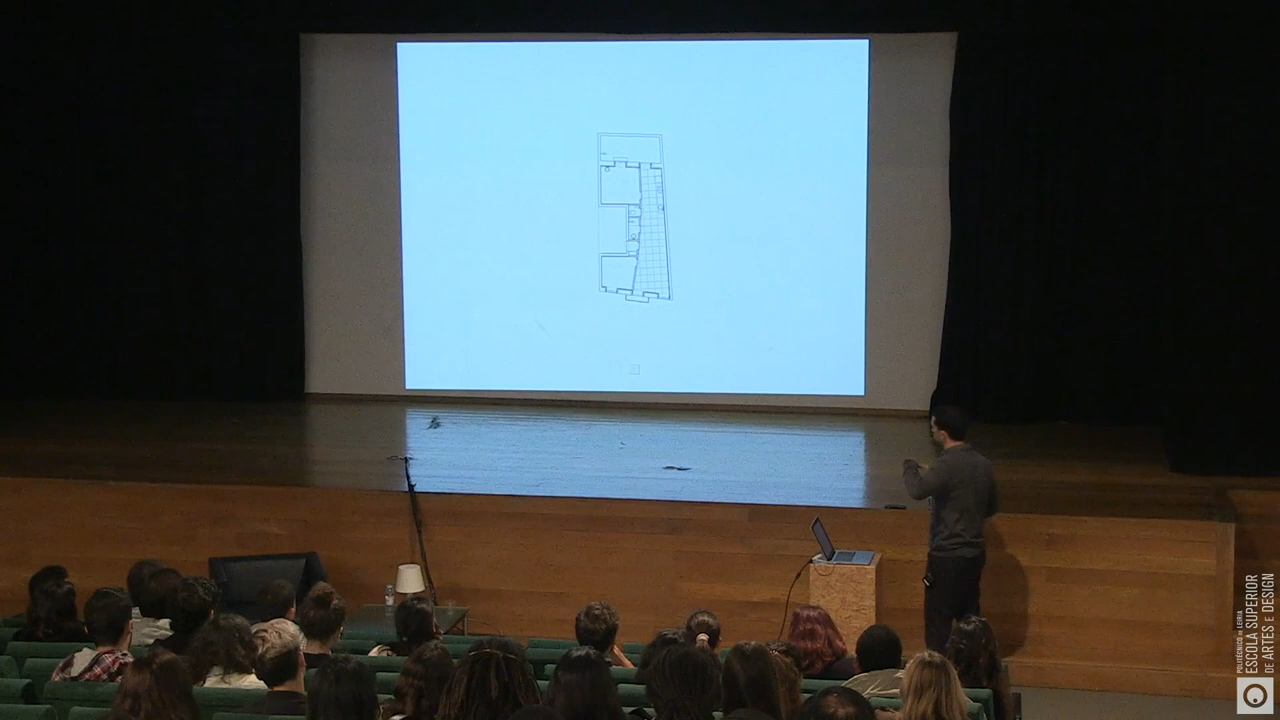 POLITÉCNICO DE LEIRIA
ESCOLA SUPERIOR
DE ARTES E DESIGN